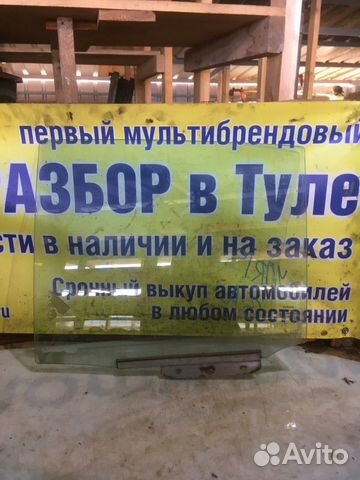 первый мультибрендовый
АЗБОР в Туле
сти в наличии и на заказ
Срочный выкуп автомобилей
в любом состоянии
u
Avito